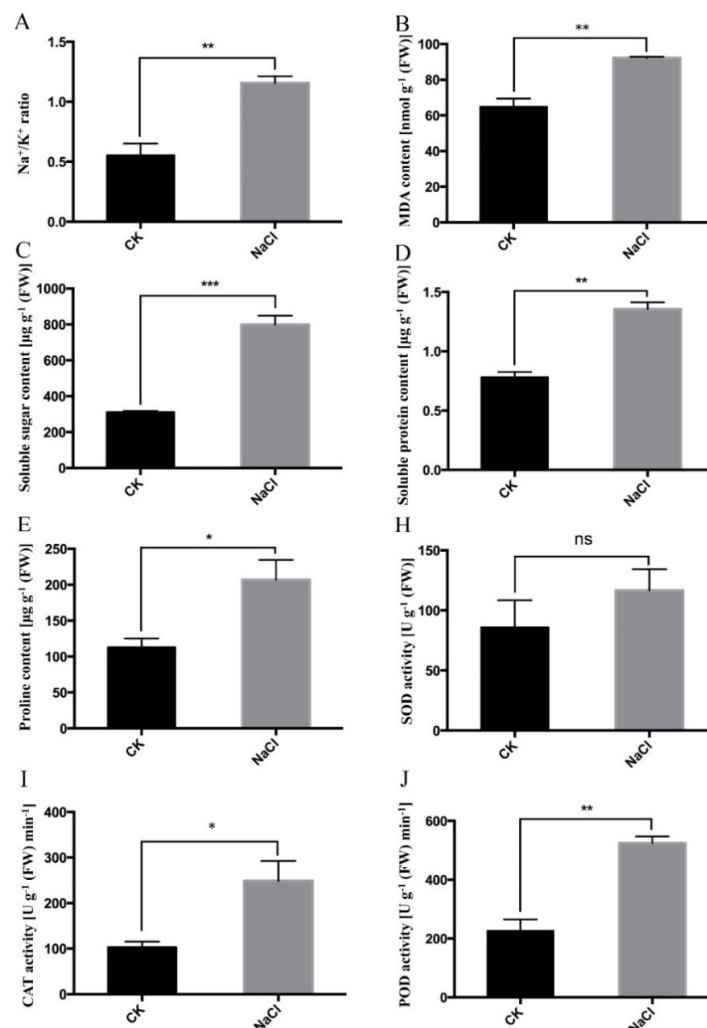 A
Na⁺/K⁺ ratio
1.5
1.0
0.5
0.0
**
CK
NaCl
B
MDA content [nmol g⁻¹ (FW)]
100
80
60
40
20
0
**
CK
NaCl
C
Soluble sugar content [µg g⁻¹ (FW)]
1000
800
600
400
200
0
***
CK
NaCl
D
Soluble protein content [µg g⁻¹ (FW)]
1.5
1.0
0.5
0.0
**
CK
NaCl
E
Proline content [µg g⁻¹ (FW)]
250
200
150
100
50
0
*
CK
NaCl
H
SOD activity [U g⁻¹ (FW)]
150
100
50
0
ns
CK
NaCl
I
CAT activity [U g⁻¹ (FW) min⁻¹]
400
300
200
100
0
*
CK
NaCl
J
POD activity [U g⁻¹ (FW) min⁻¹]
600
400
200
0
**
CK
NaCl